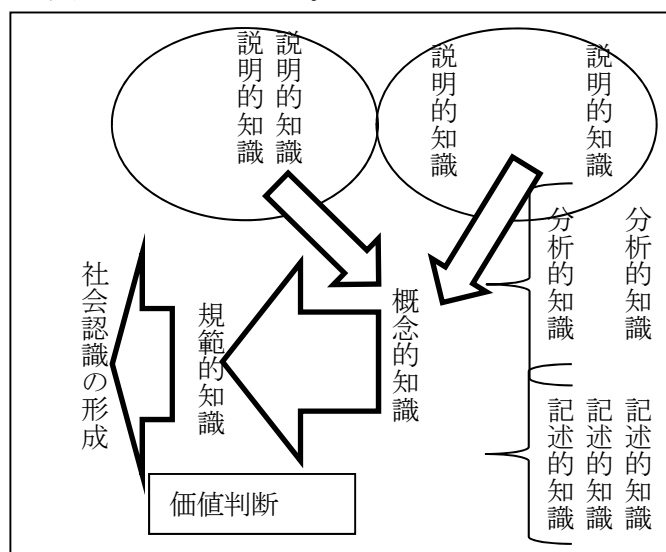 説明的知識
説明的知識
説明的知識
説明的知識
分析的知識
分析的知識
記述的知識
記述的知識
記述的知識
概念的知識
規範的知識
社会認識の形成
価値判断